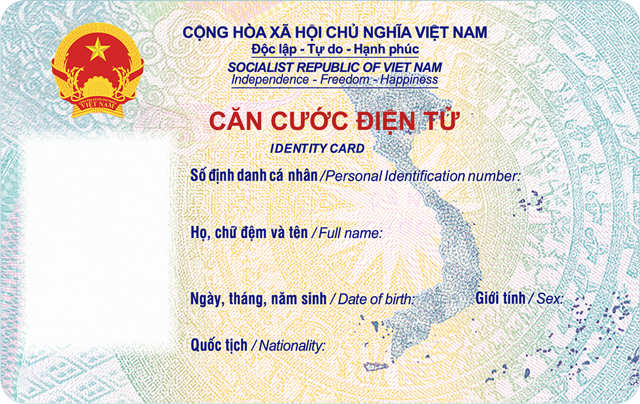 CỘNG HÒA XÃ HỘI CHỦ NGHĨA VIỆT NAM
Độc lập - Tự do - Hạnh phúc
SOCIALIST REPUBLIC OF VIET NAM
Independence - Freedom - Happiness
VIỆT NAM
CĂN CƯỚC ĐIỆN TỬ
IDENTITY CARD
Số định danh cá nhân / Personal Identification number:
Họ, chữ đệm và tên / Full name:
Ngày, tháng, năm sinh / Date of birth: Giới tính / Sex:
Quốc tịch / Nationality: